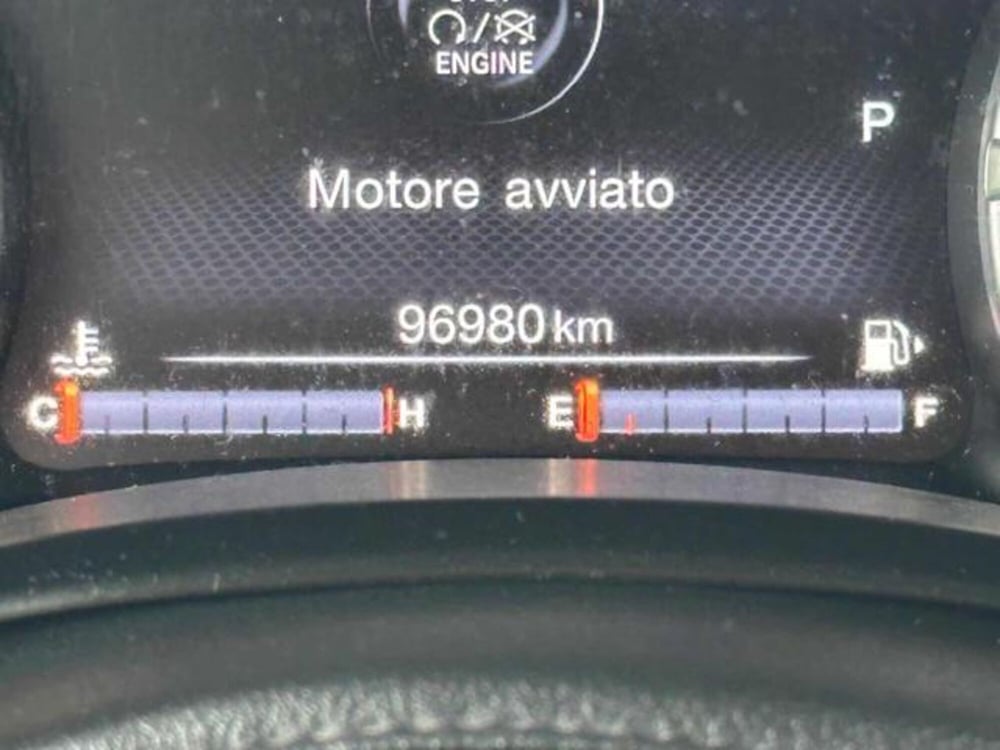 ENGINE
P
Motore avviato
96980 km
C H E F